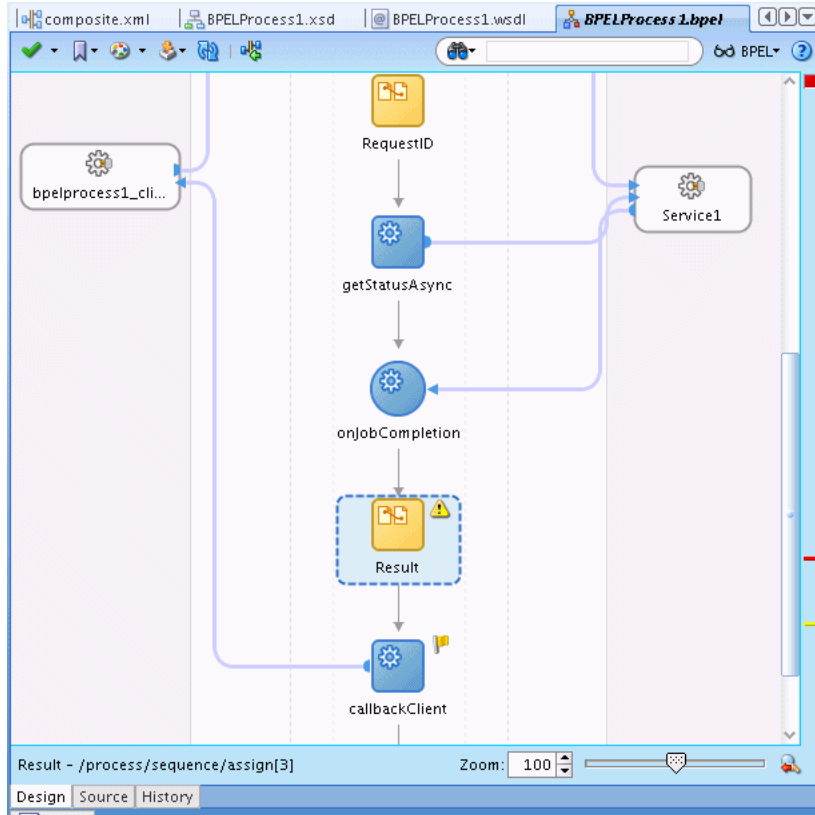 composite.xml BPELProcess1.xsd BPELProcess1.wsdl BPELProcess1.bpel
BPEL
RequestID
bpelprocess1_cli...
Service1
getStatusAsync
onJobCompletion
Result
callbackClient
Result - /process/sequence/assign[3] Zoom: 100
Design Source History